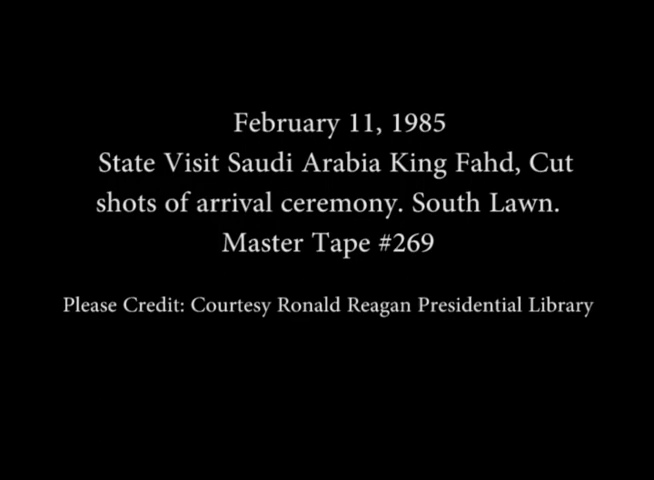 February 11, 1985
State Visit Saudi Arabia King Fahd, Cut
shots of arrival ceremony. South Lawn.
Master Tape #269
Please Credit: Courtesy Ronald Reagan Presidential Library